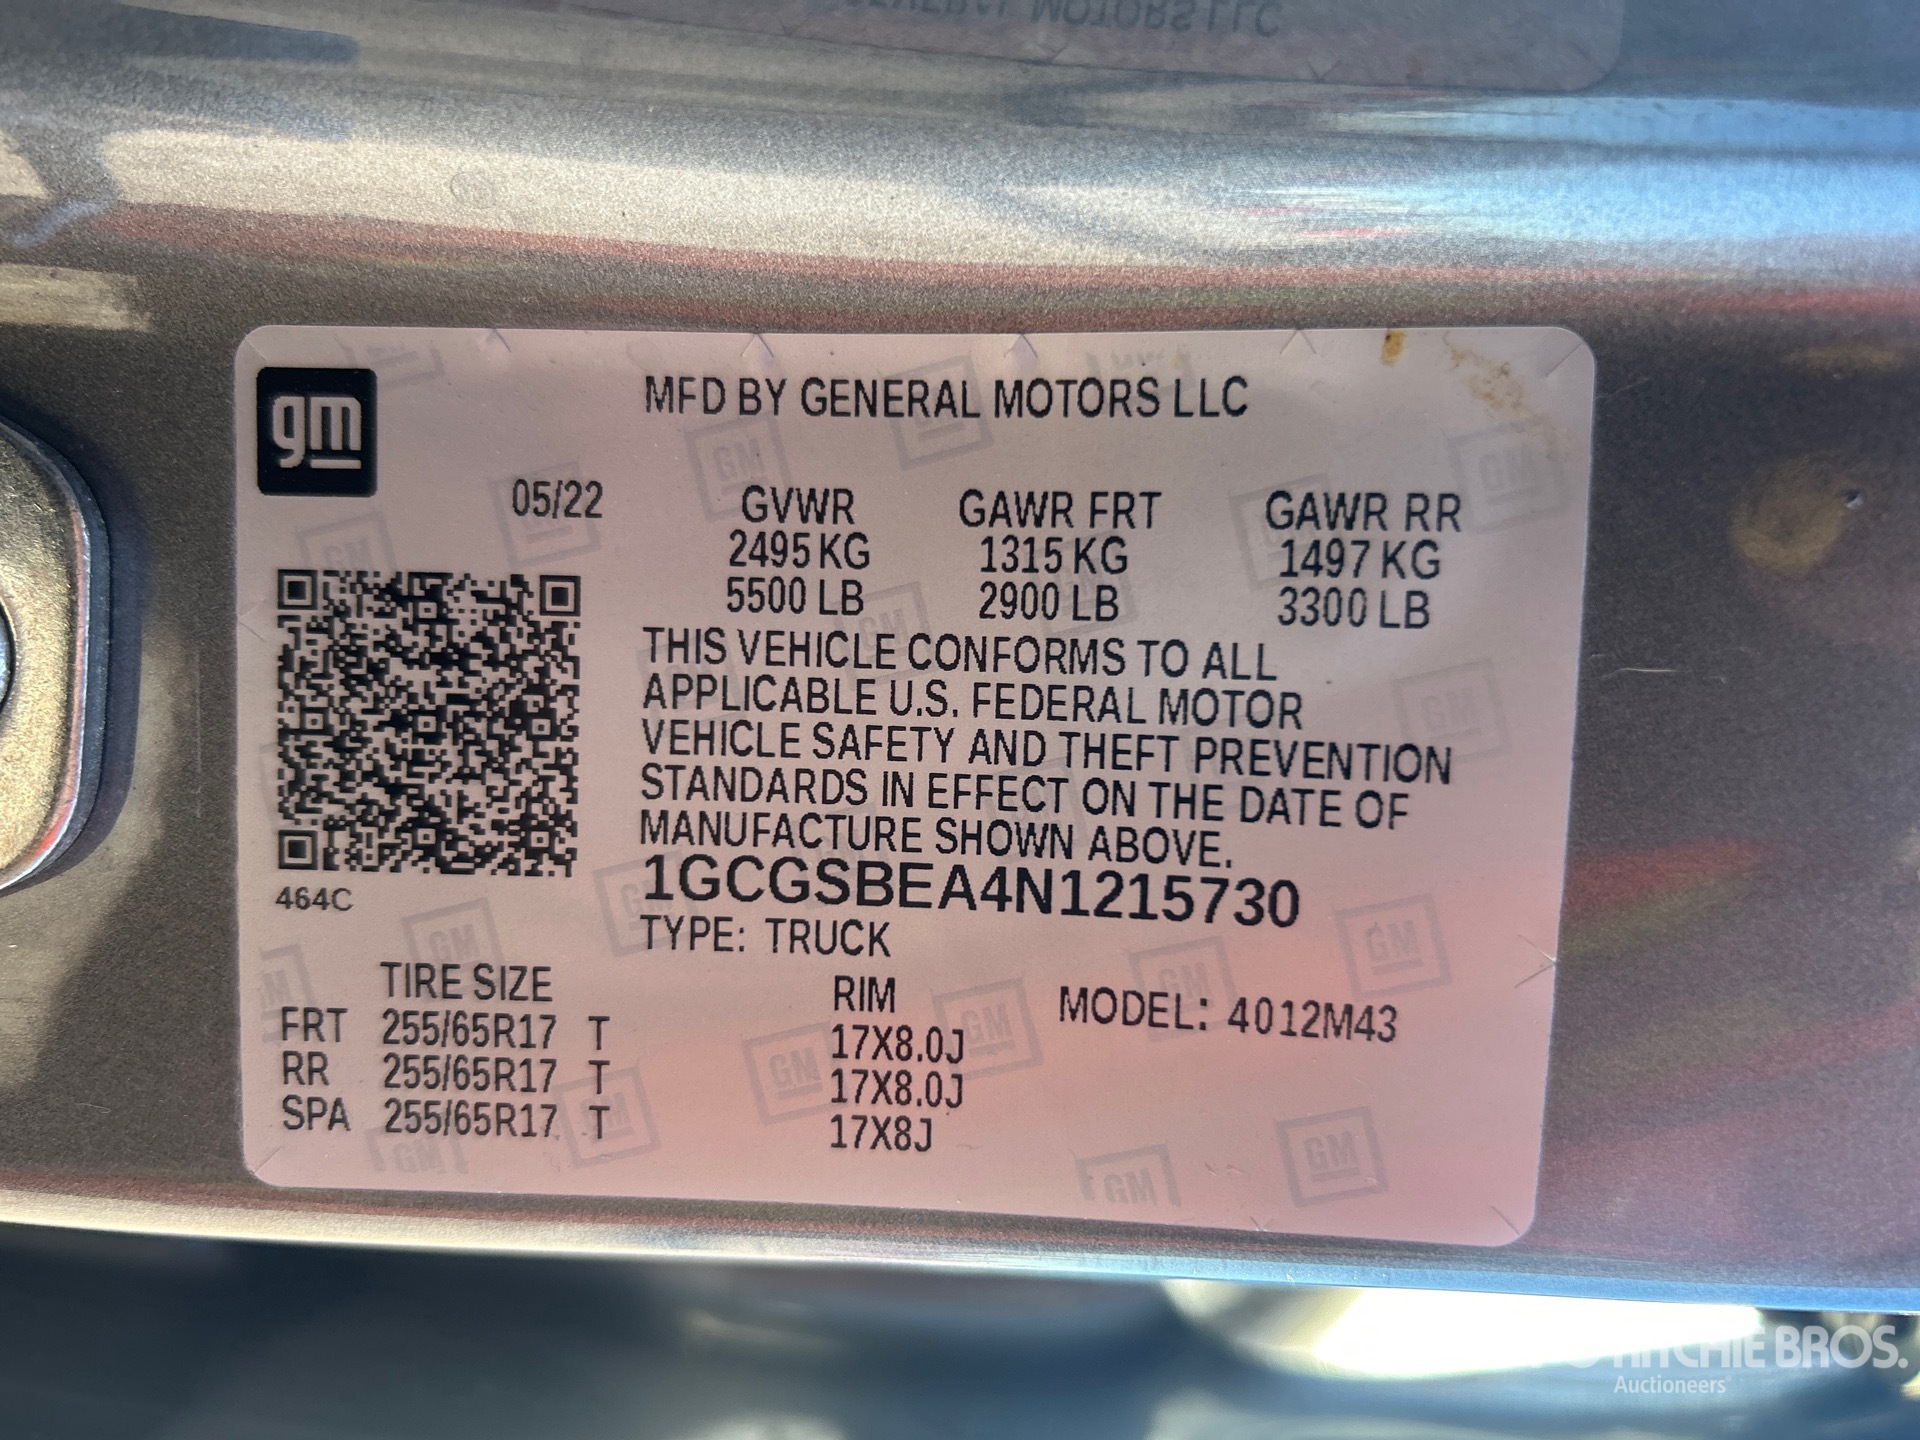 GENERAL MOTORS LLC
gm
MFD BY GENERAL MOTORS LLC
05/22 GVWR GAWR FRT GAWR RR
2495 KG 1315 KG 1497 KG
5500 LB 2900 LB 3300 LB
THIS VEHICLE CONFORMS TO ALL
APPLICABLE U.S. FEDERAL MOTOR
VEHICLE SAFETY AND THEFT PREVENTION
STANDARDS IN EFFECT ON THE DATE OF
MANUFACTURE SHOWN ABOVE.
464C
1GCGSBEA4N1215730
TYPE: TRUCK
TIRE SIZE RIM MODEL: 4012M43
FRT 255/65R17 T 17X8.0J
RR 255/65R17 T 17X8.0J
SPA 255/65R17 T 17X8J
RITCHIE BROS.
Auctioneers